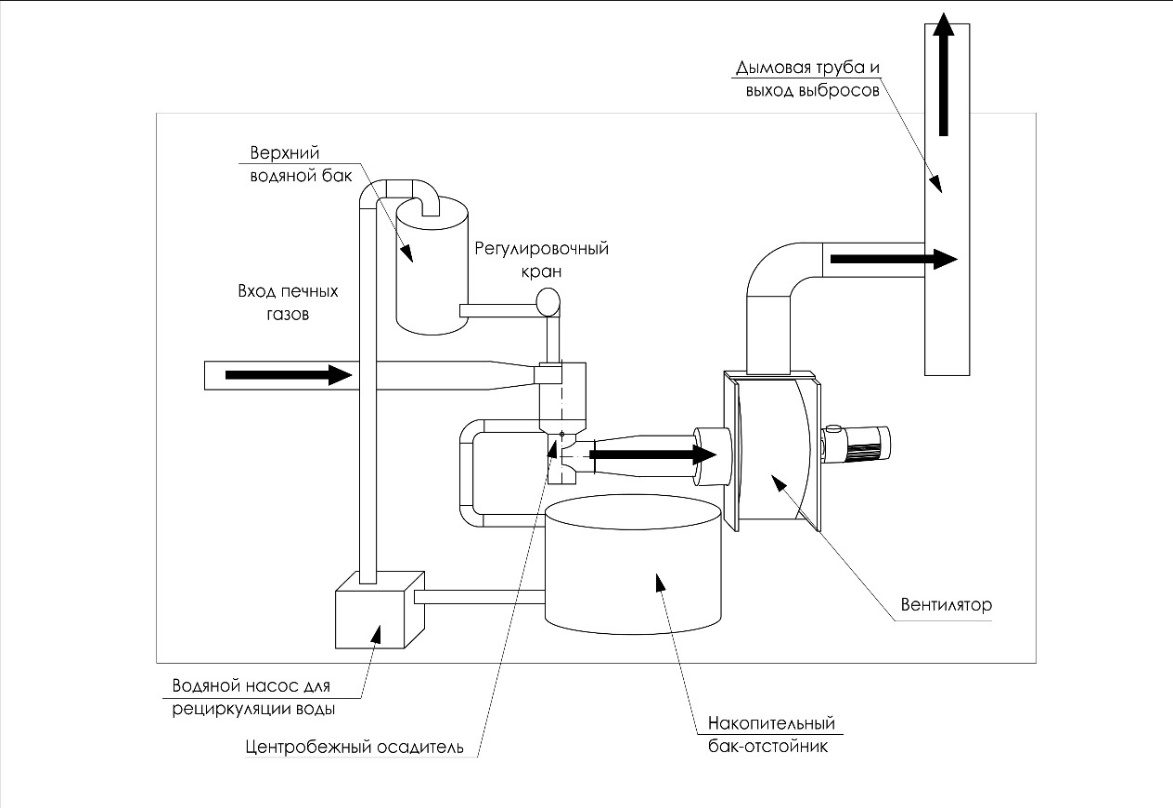 Дымовая труба и
выход выбросов
Верхний
водяной бак
Регулировочный
кран
Вход печных
газов
Вентилятор
Водяной насос для
рециркуляции воды
Накопительный
бак-отстойник
Центробежный осадитель